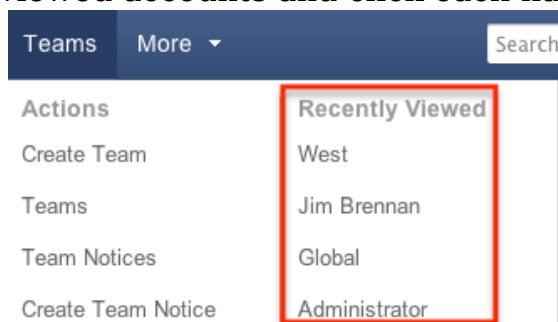 Teams More Search
Actions Recently Viewed
Create Team West
Teams Jim Brennan
Team Notices Global
Create Team Notice Administrator